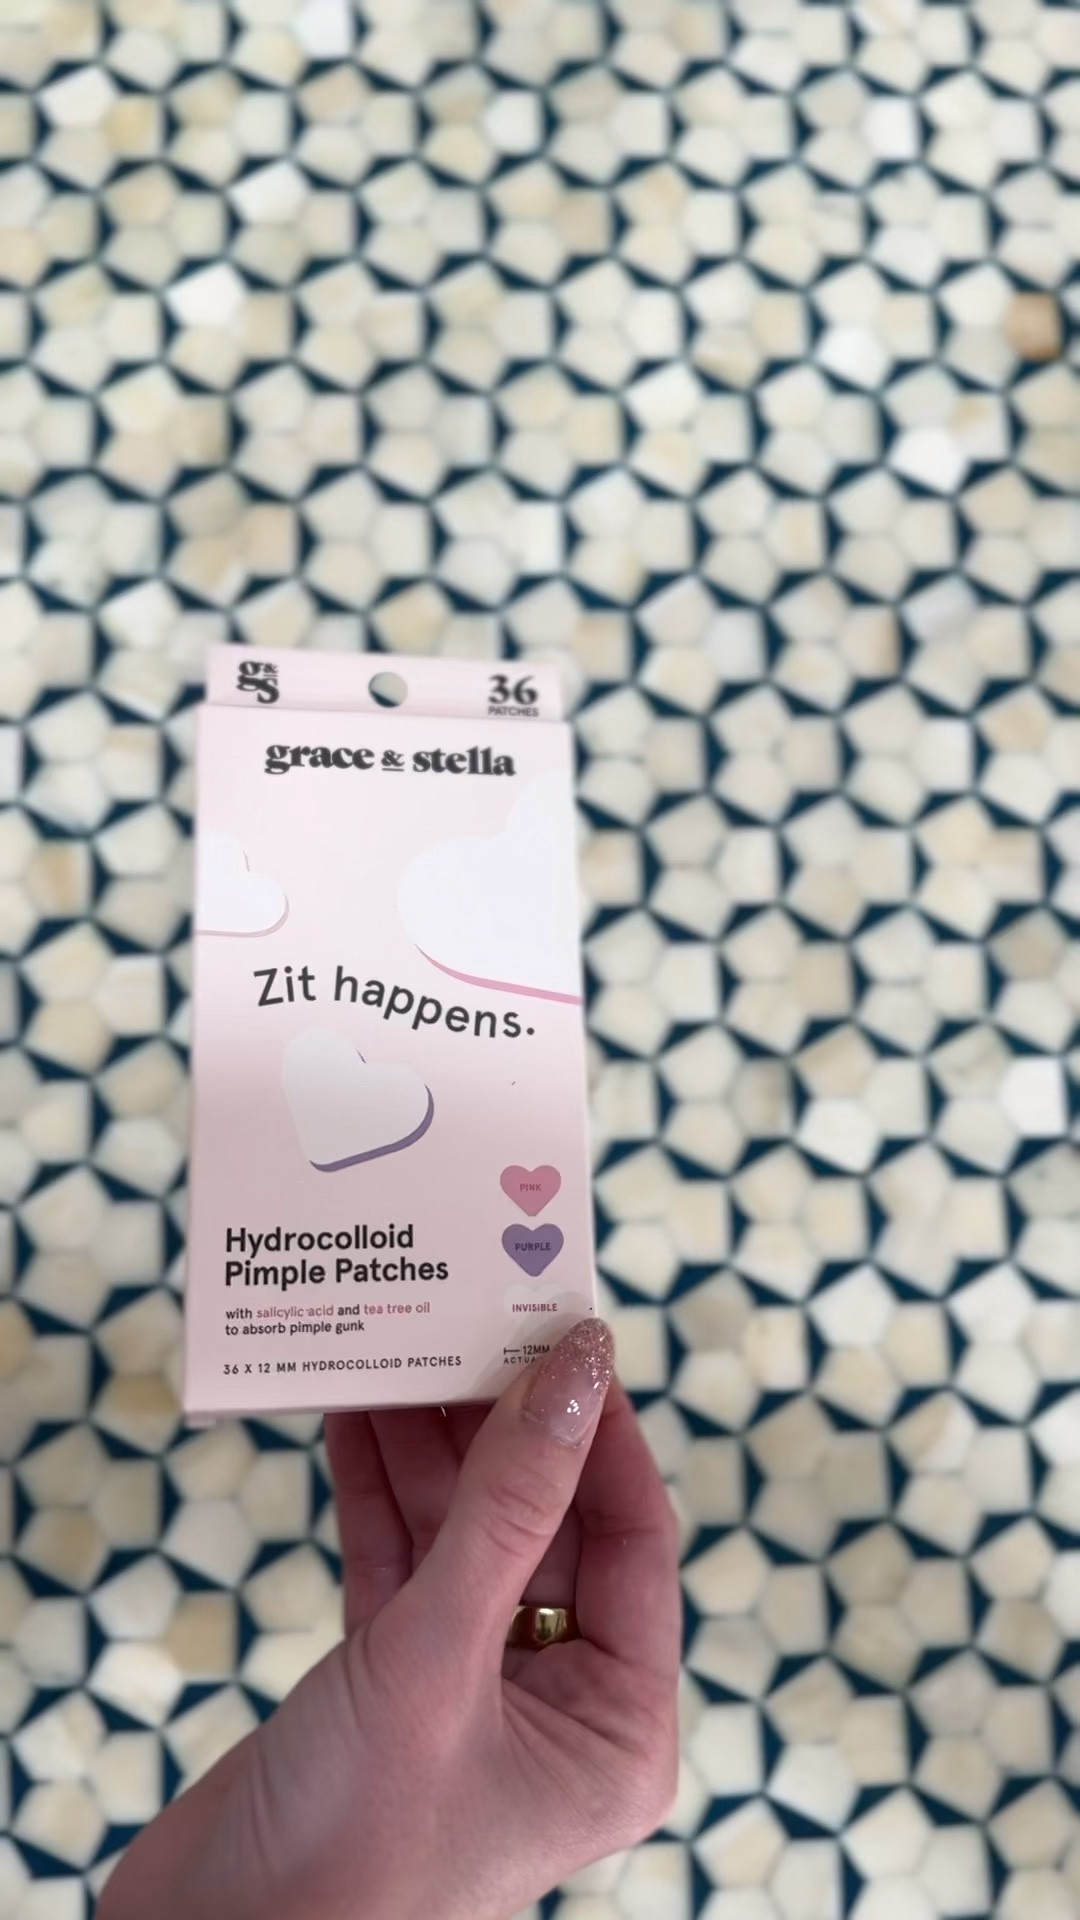 g&s
36
PATCHES
grace & stella
Zit happens.
PINK
PURPLE
INVISIBLE
Hydrocolloid
Pimple Patches
with salicylic acid and tea tree oil
to absorb pimple gunk
36 X 12 MM HYDROCOLLOID PATCHES
12MM